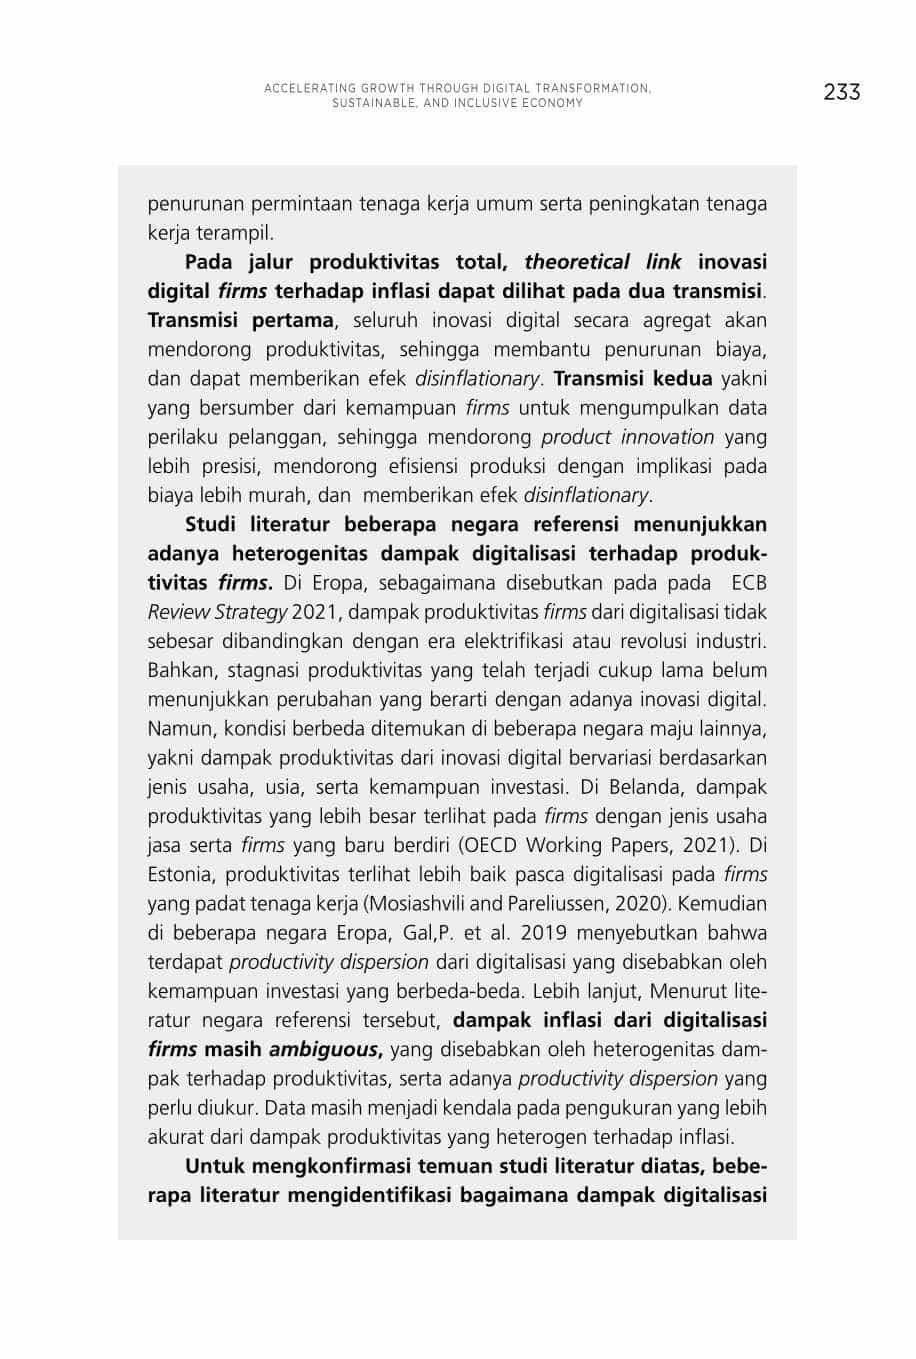 ACCELERATING GROWTH THROUGH DIGITAL TRANSFORMATION,
SUSTAINABLE, AND INCLUSIVE ECONOMY
233
penurunan permintaan tenaga kerja umum serta peningkatan tenaga
kerja terampil.
Pada jalur produktivitas total, theoretical link inovasi
digital firms terhadap inflasi dapat dilihat pada dua transmisi.
Transmisi pertama, seluruh inovasi digital secara agregat akan
mendorong produktivitas, sehingga membantu penurunan biaya,
dan dapat memberikan efek disinflationary. Transmisi kedua yakni
yang bersumber dari kemampuan firms untuk mengumpulkan data
perilaku pelanggan, sehingga mendorong product innovation yang
lebih presisi, mendorong efisiensi produksi dengan implikasi pada
biaya lebih murah, dan memberikan efek disinflationary.
Studi literatur beberapa negara referensi menunjukkan
adanya heterogenitas dampak digitalisasi terhadap produk-
tivitas firms. Di Eropa, sebagaimana disebutkan pada pada ECB
Review Strategy 2021, dampak produktivitas firms dari digitalisasi tidak
sebesar dibandingkan dengan era elektrifikasi atau revolusi industri.
Bahkan, stagnasi produktivitas yang telah terjadi cukup lama belum
menunjukkan perubahan yang berarti dengan adanya inovasi digital.
Namun, kondisi berbeda ditemukan di beberapa negara maju lainnya,
yakni dampak produktivitas dari inovasi digital bervariasi berdasarkan
jenis usaha, usia, serta kemampuan investasi. Di Belanda, dampak
produktivitas yang lebih besar terlihat pada firms dengan jenis usaha
jasa serta firms yang baru berdiri (OECD Working Papers, 2021). Di
Estonia, produktivitas terlihat lebih baik pasca digitalisasi pada firms
yang padat tenaga kerja (Mosiashvili and Pareliussen, 2020). Kemudian
di beberapa negara Eropa, Gal,P. et al. 2019 menyebutkan bahwa
terdapat productivity dispersion dari digitalisasi yang disebabkan oleh
kemampuan investasi yang berbeda-beda. Lebih lanjut, Menurut lite-
ratur negara referensi tersebut, dampak inflasi dari digitalisasi
firms masih ambiguous, yang disebabkan oleh heterogenitas dam-
pak terhadap produktivitas, serta adanya productivity dispersion yang
perlu diukur. Data masih menjadi kendala pada pengukuran yang lebih
akurat dari dampak produktivitas yang heterogen terhadap inflasi.
Untuk mengkonfirmasi temuan studi literatur diatas, bebe-
rapa literatur mengidentifikasi bagaimana dampak digitalisasi